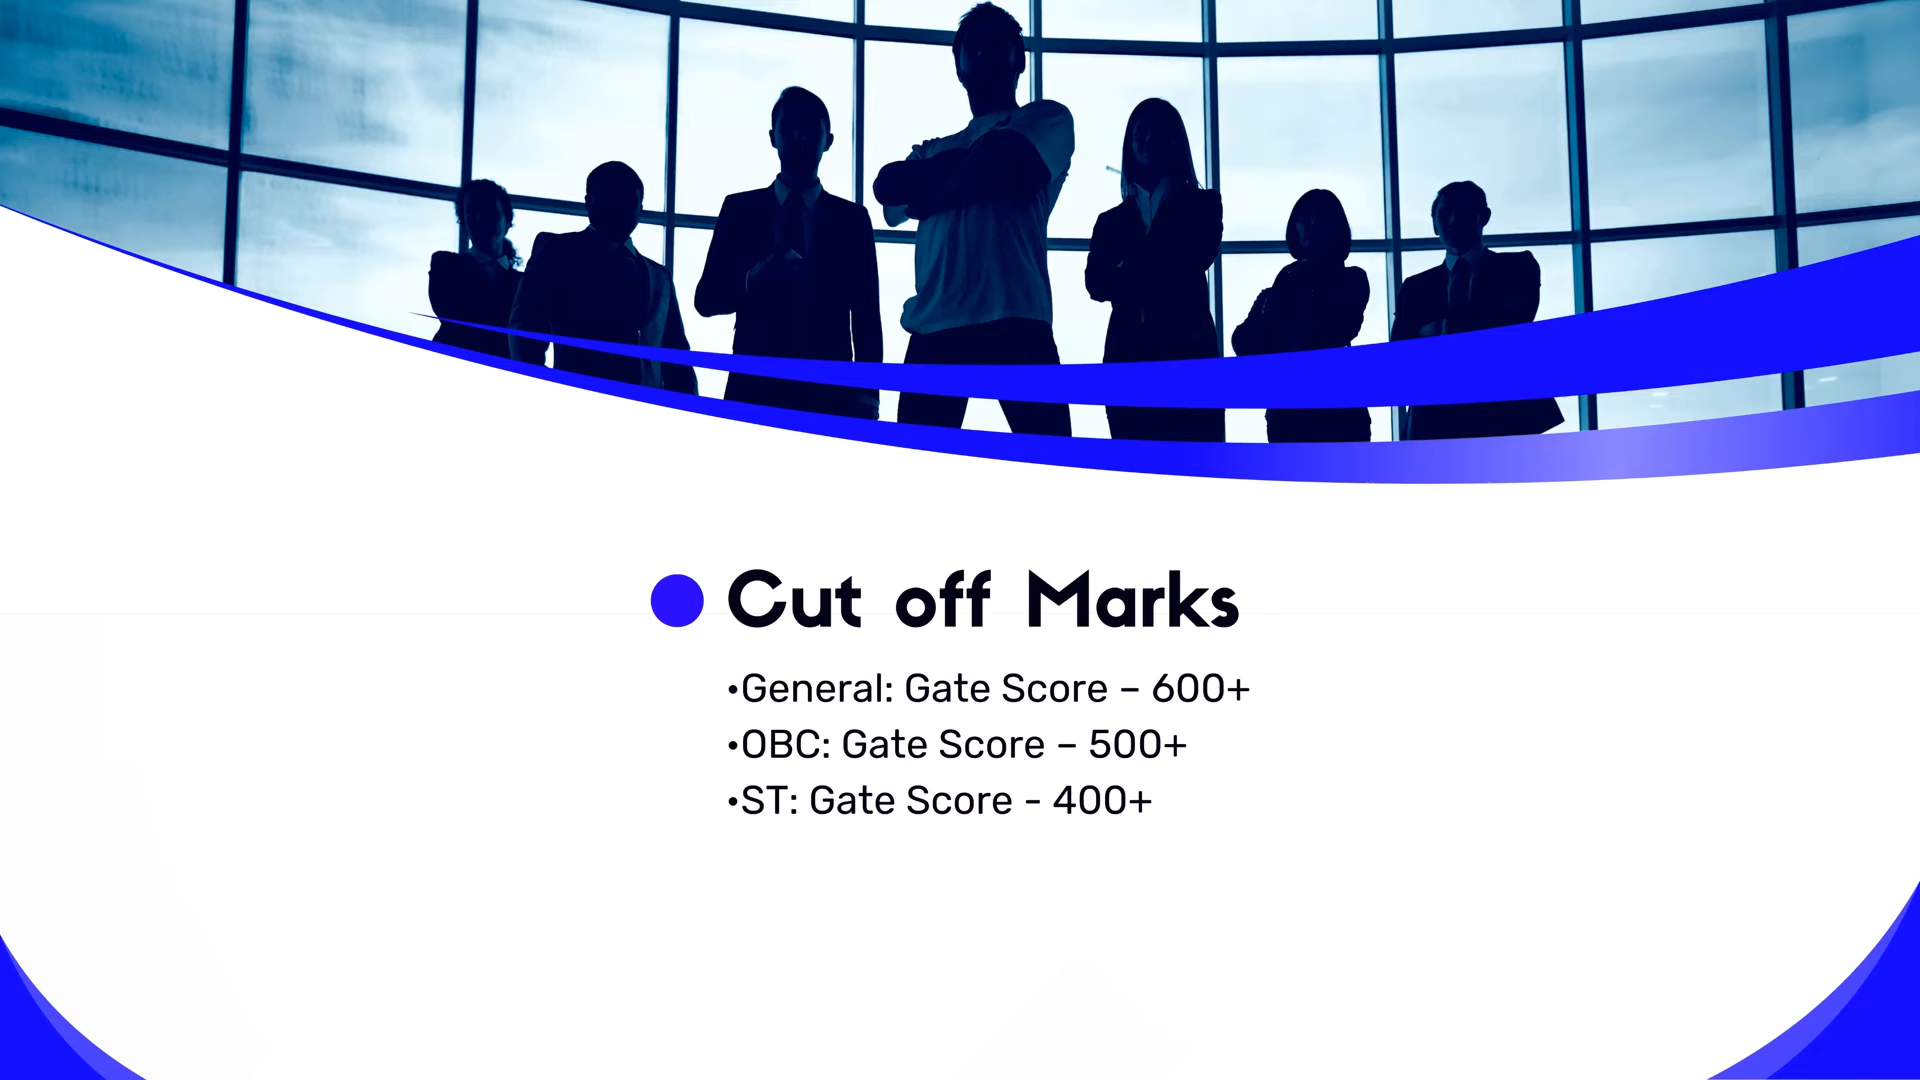 Cut off Marks
•General: Gate Score – 600+
•OBC: Gate Score – 500+
•ST: Gate Score - 400+